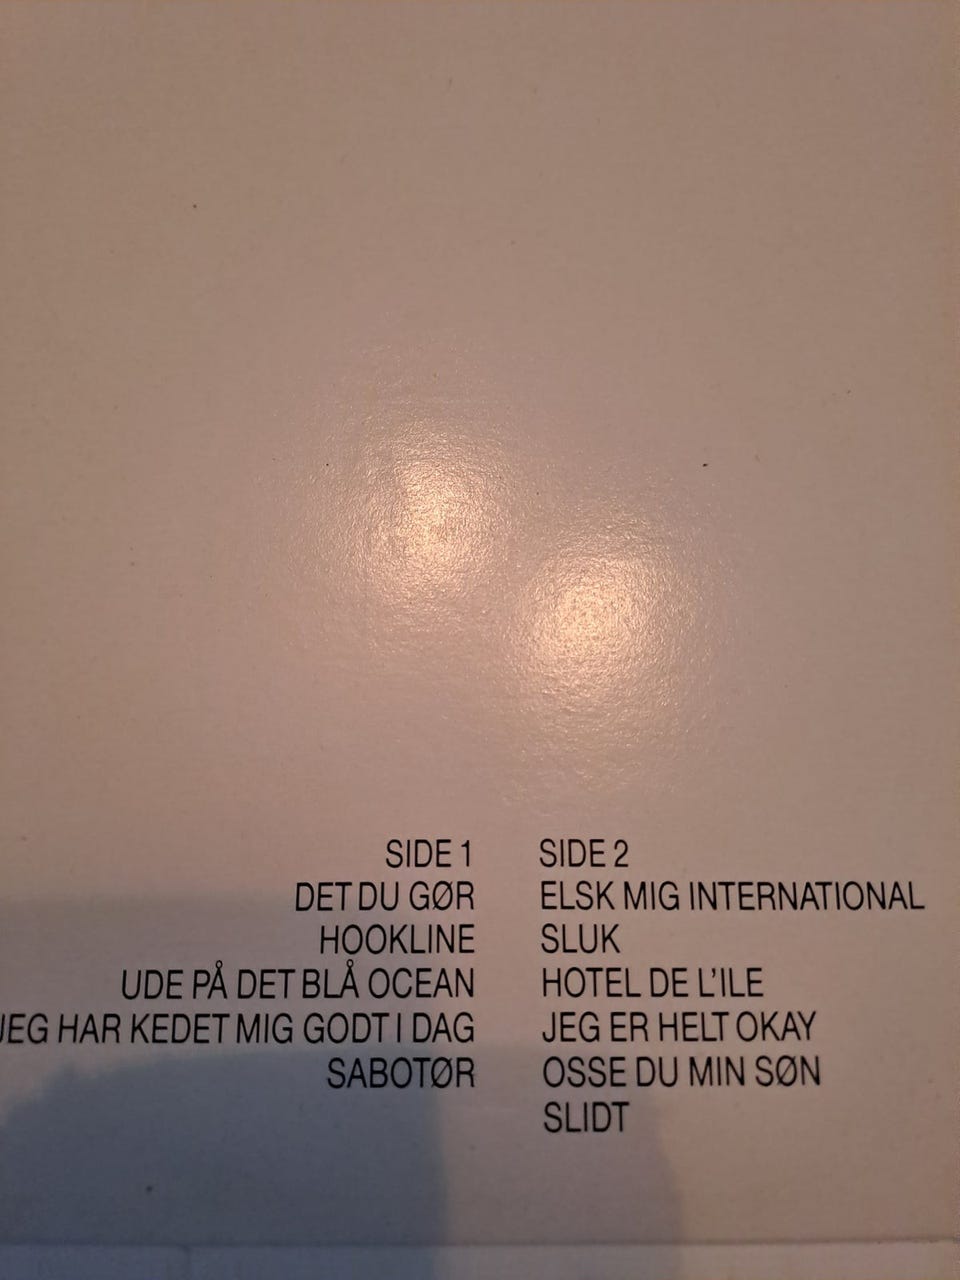 SIDE 1
DET DU GØR
HOOKLINE
UDE PÅ DET BLÅ OCEAN
JEG HAR KEDET MIG GODT I DAG
SABOTØR
SIDE 2
ELSK MIG INTERNATIONAL
SLUK
HOTEL DE L'ILE
JEG ER HELT OKAY
OSSE DU MIN SØN
SLIDT